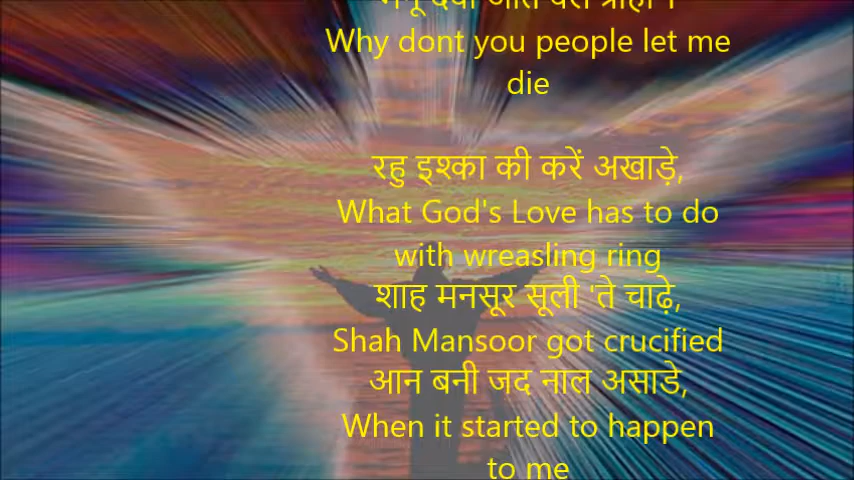 Why dont you people let me
die
रहु इश्का की करें अखाड़े,
What God's Love has to do
with wreasling ring
शाह मनसूर सूली 'ते चाढ़े,
Shah Mansoor got crucified
आन बनी जद नाल असाडे,
When it started to happen
to me